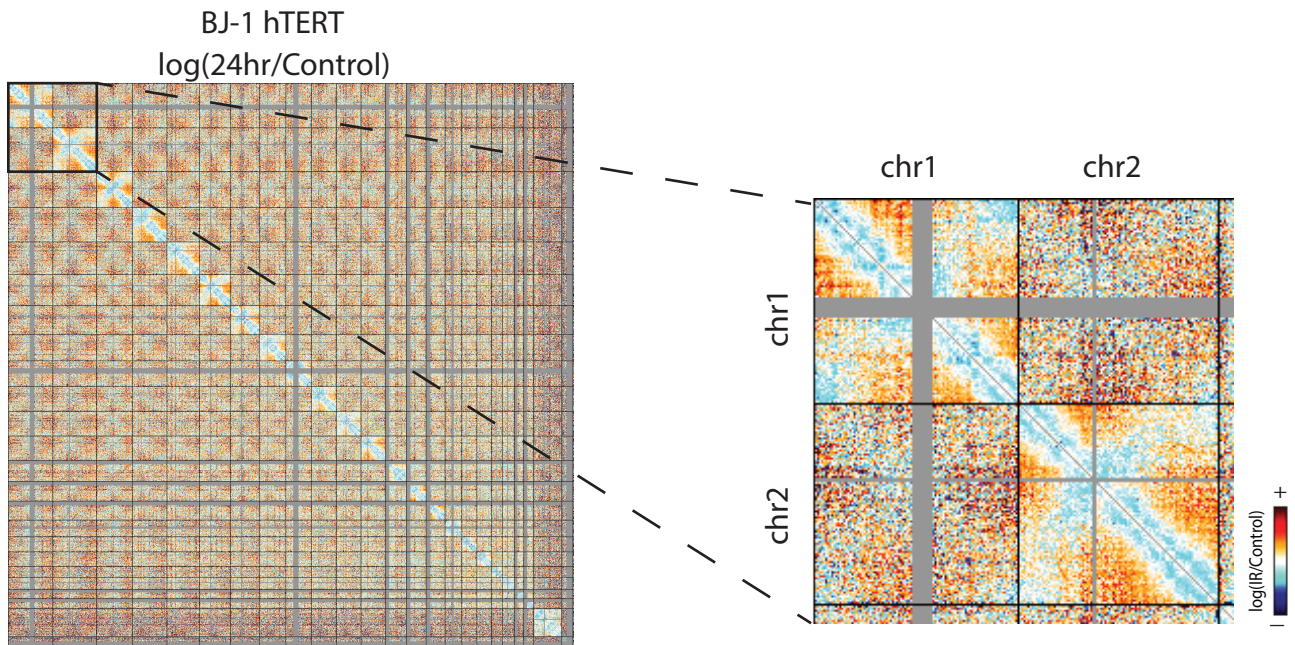 BJ-1 hTERT
log(24hr/Control)
chr1
chr2
chr1
chr2
log(IR/Control)
+
–